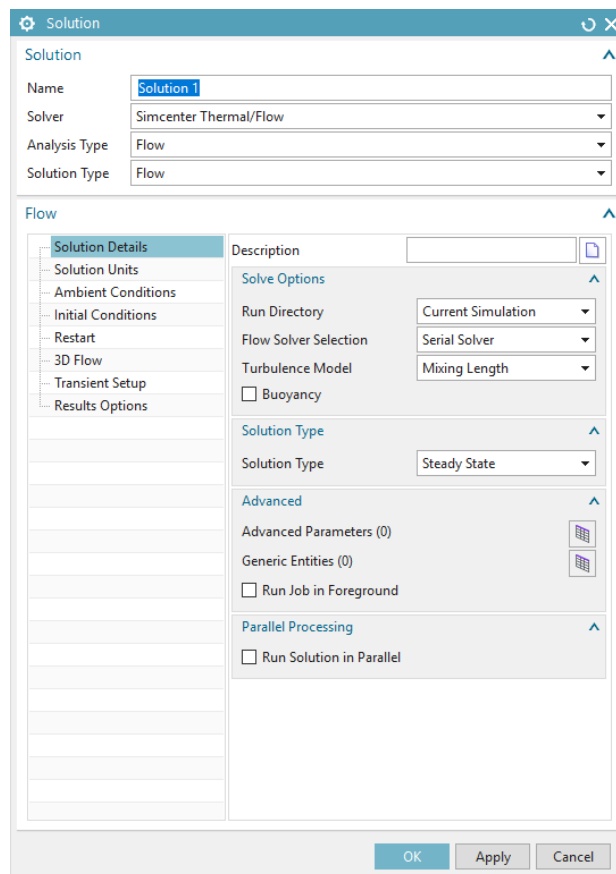 Solution
Solution
Name Solution 1
Solver Simcenter Thermal/Flow
Analysis Type Flow
Solution Type Flow
Flow
Solution Details
Solution Units
Ambient Conditions
Initial Conditions
Restart
3D Flow
Transient Setup
Results Options
Description
Solve Options
Run Directory Current Simulation
Flow Solver Selection Serial Solver
Turbulence Model Mixing Length
Buoyancy
Solution Type
Solution Type Steady State
Advanced
Advanced Parameters (0)
Generic Entities (0)
Run Job in Foreground
Parallel Processing
Run Solution in Parallel
OK Apply Cancel